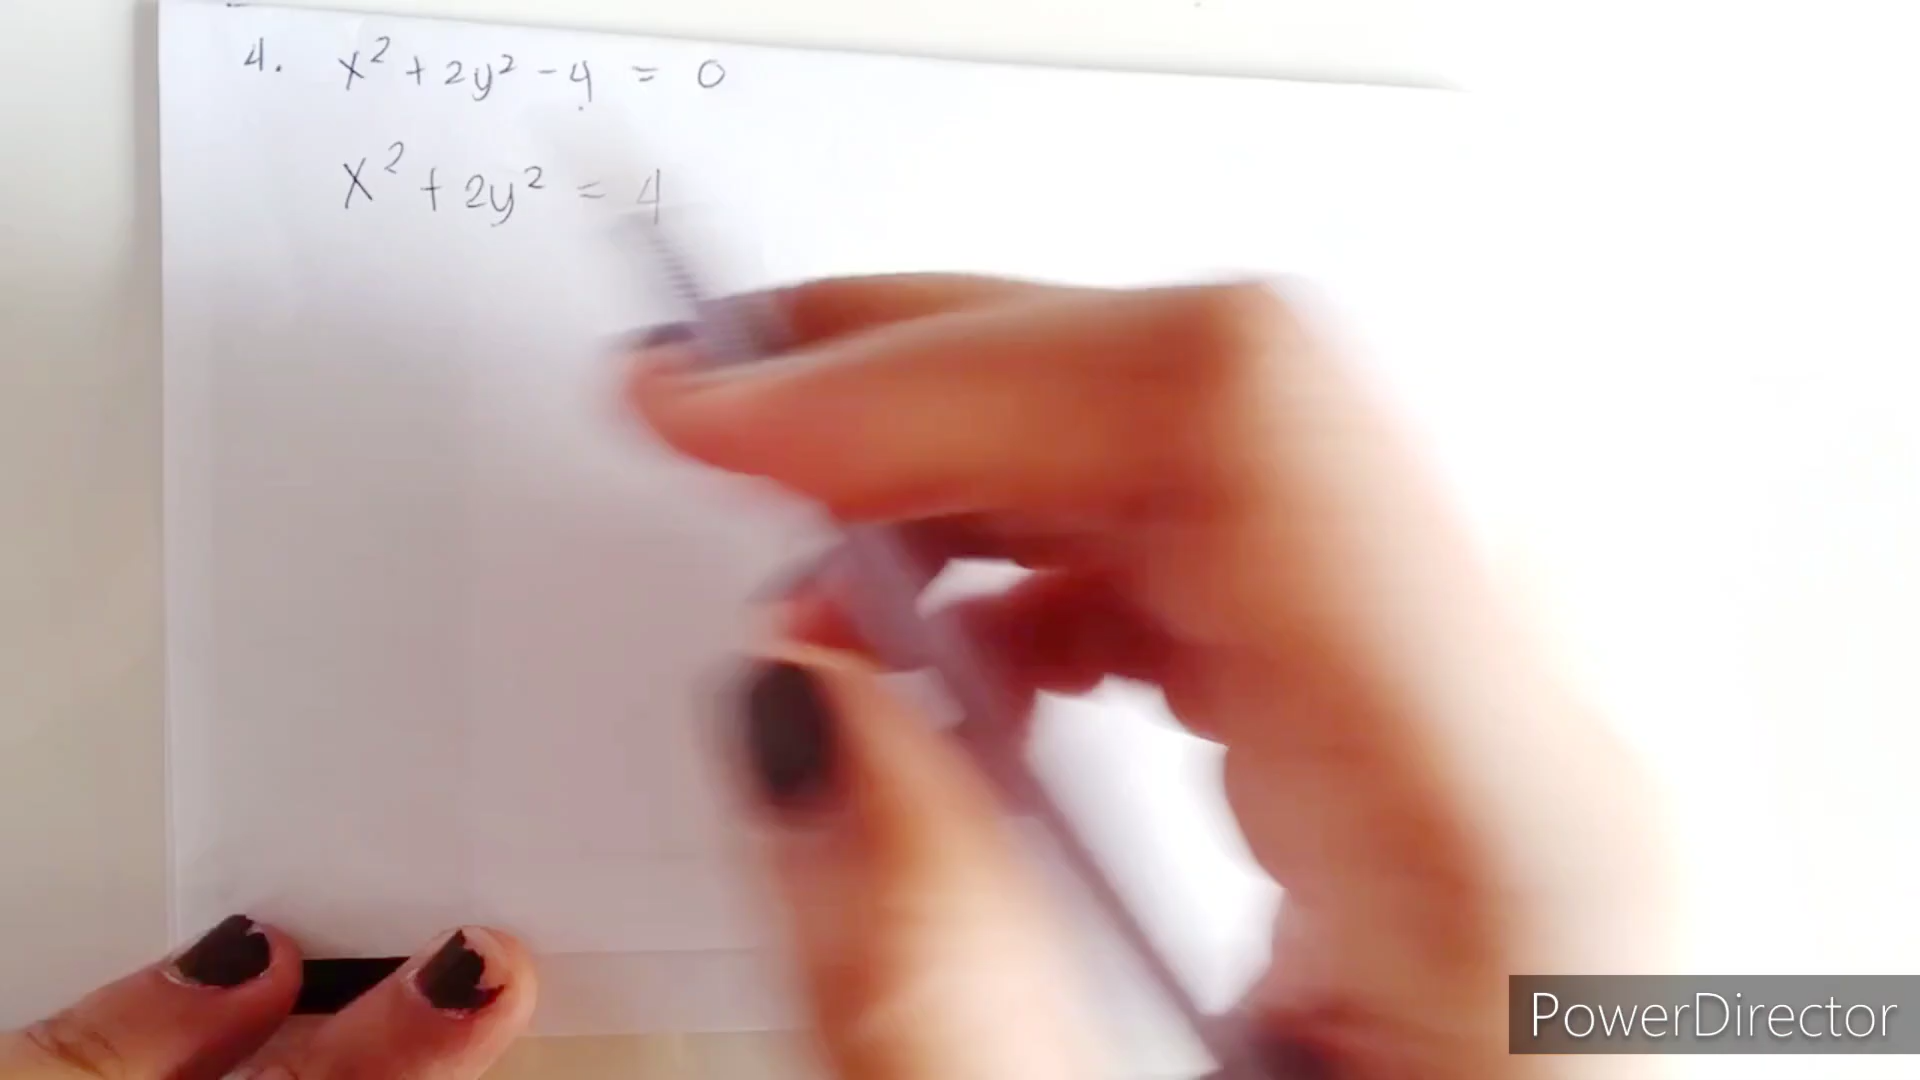 4. x² + 2y² - 4 = 0
x² + 2y² = 4
PowerDirector